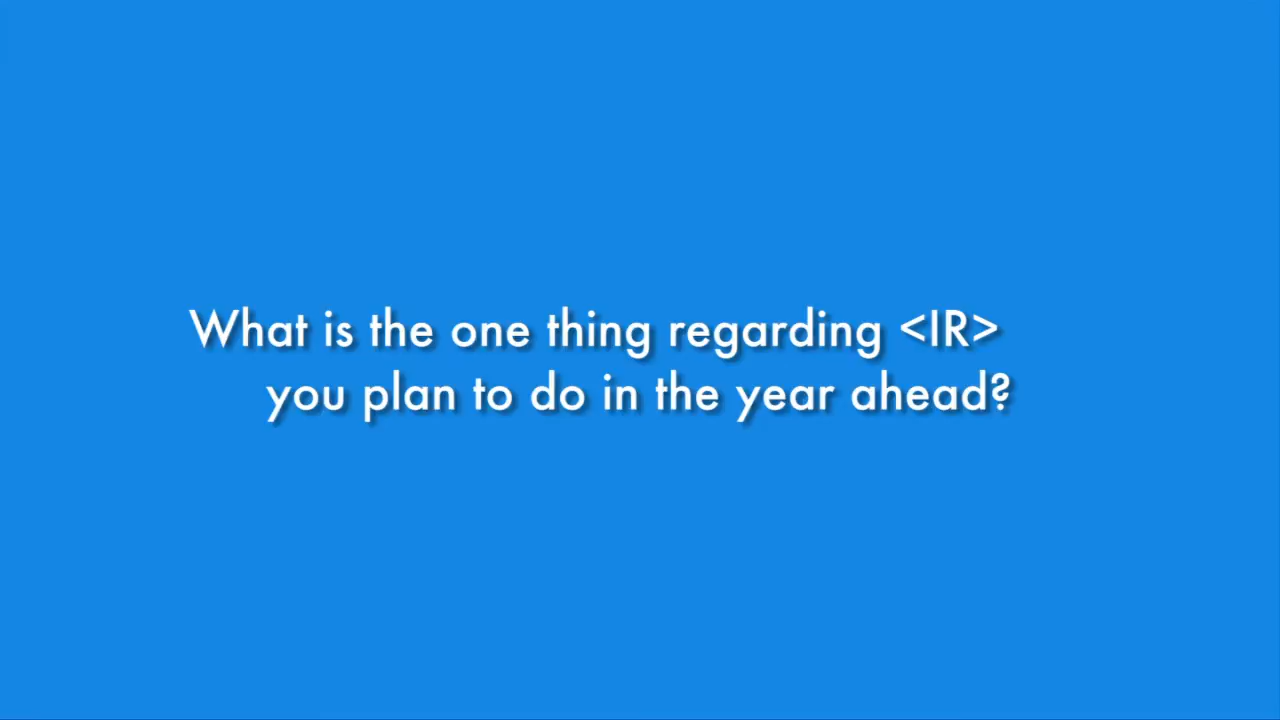 What is the one thing regarding <IR>
you plan to do in the year ahead?